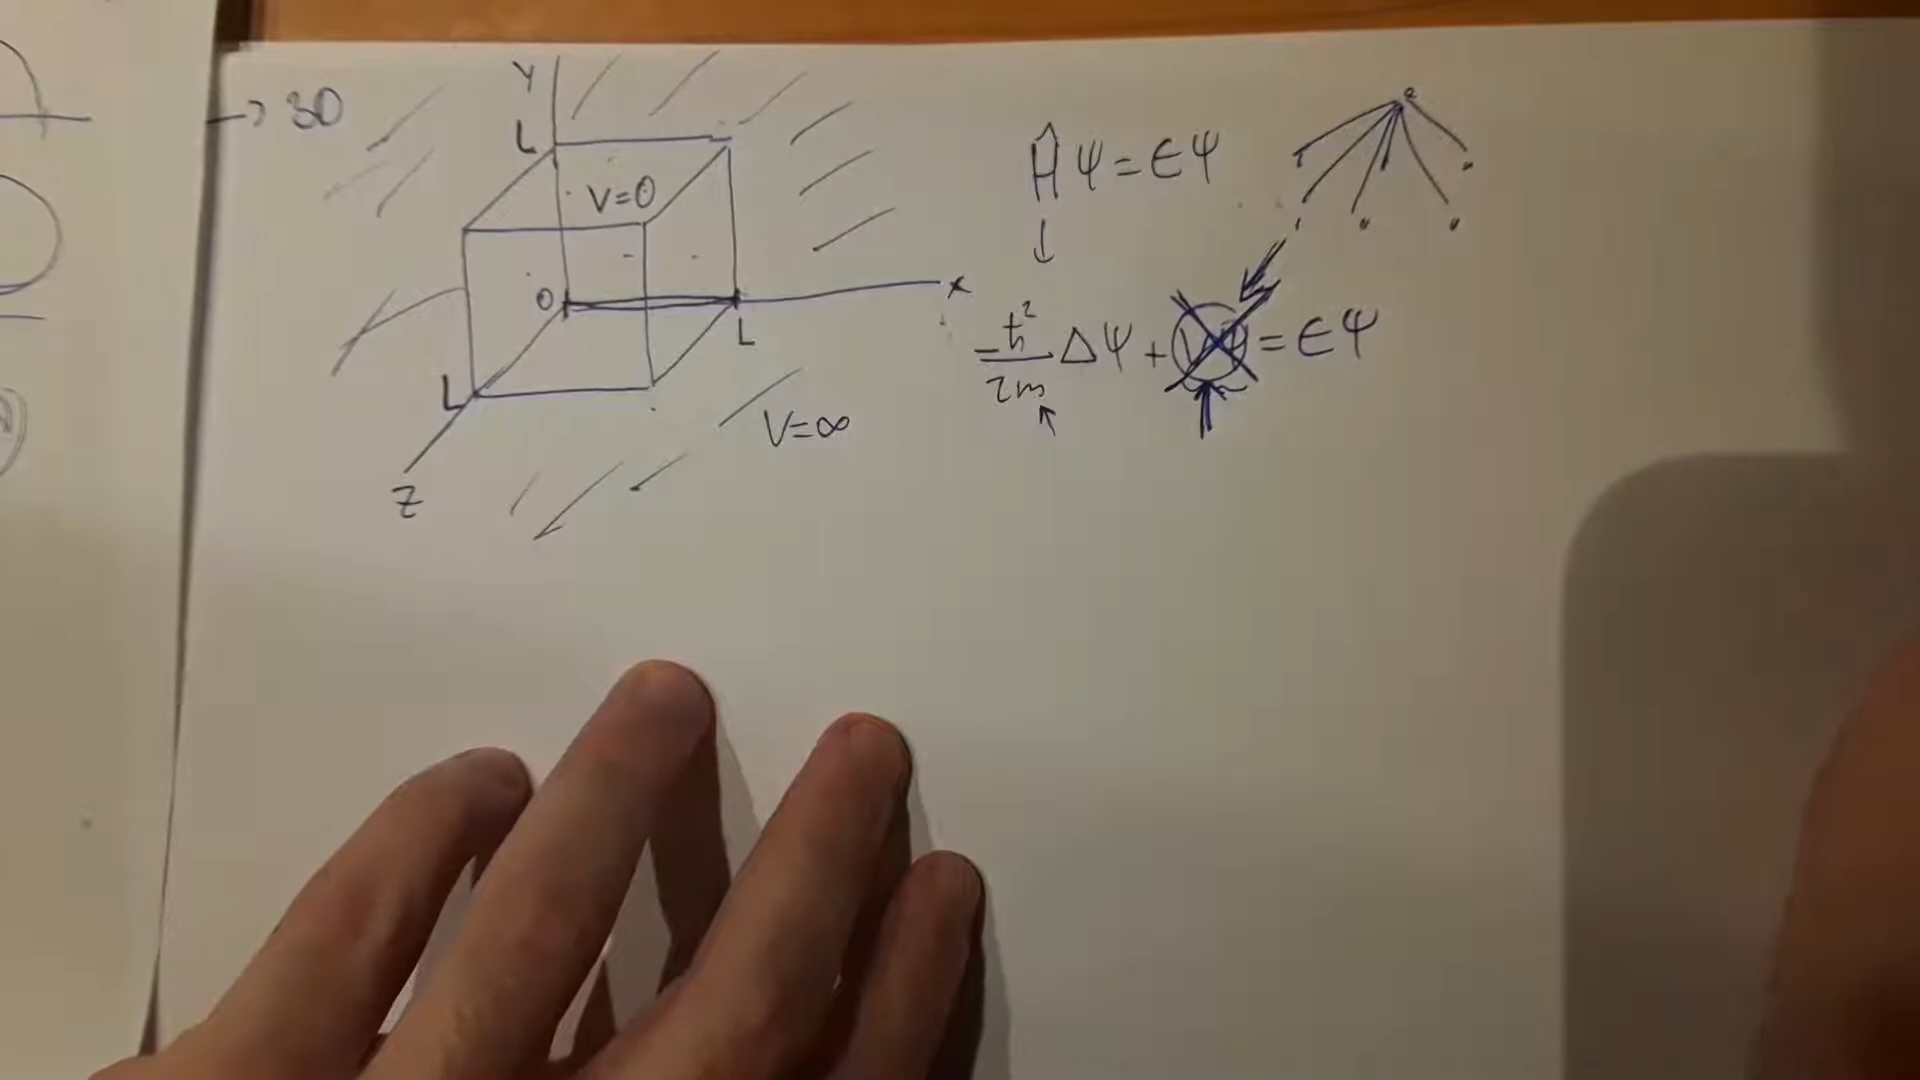 → 3D
Y
L
V=0
0
x
L
L
Z
V=∞
Ĥψ=Eψ
↓
-ħ²/2m Δψ + Vψ = Eψ